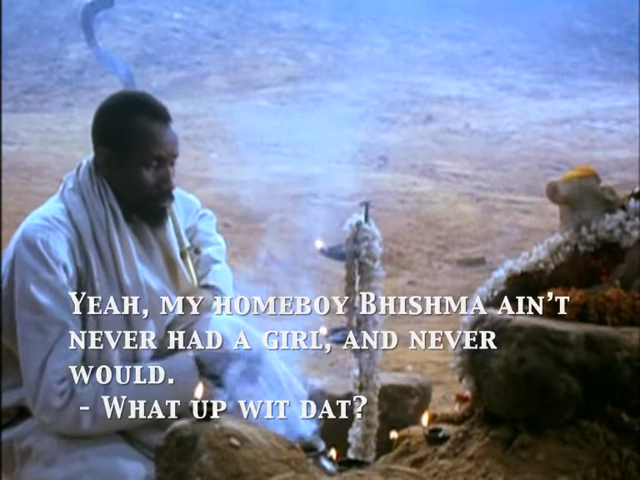 Yeah, my homeboy Bhishma ain't
never had a girl, and never
would.
- What up wit dat?